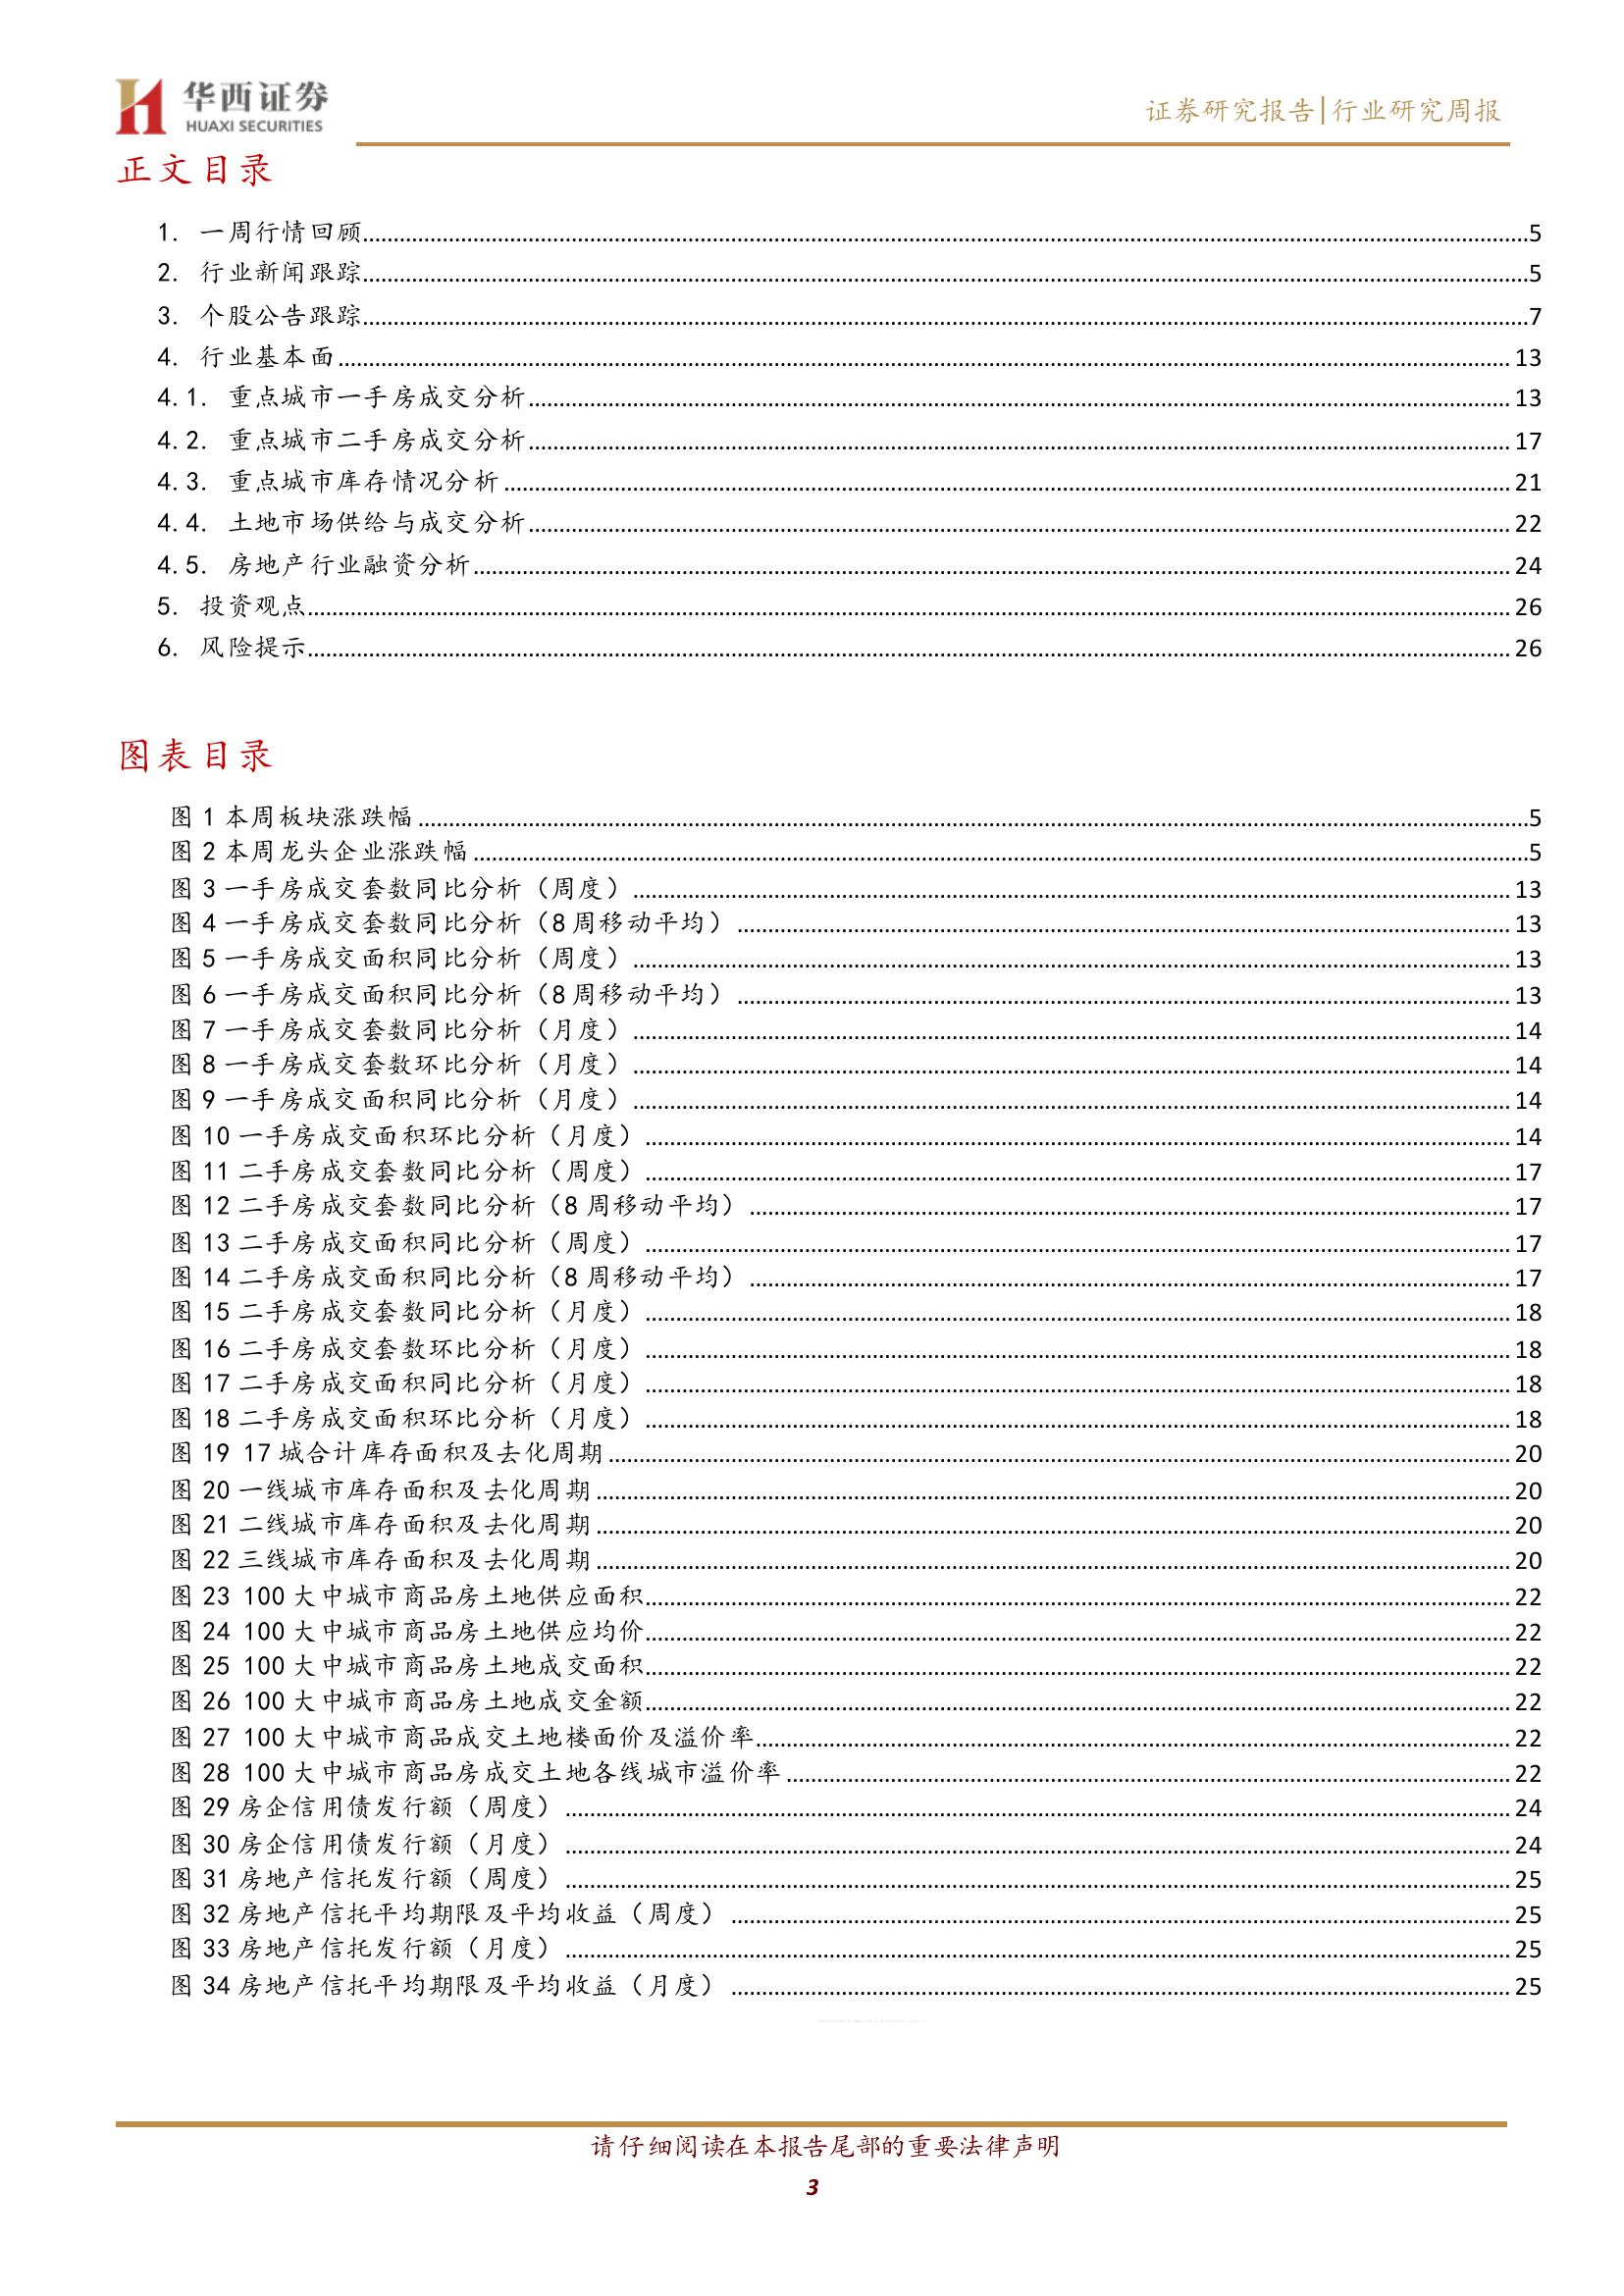 华西证券
HUAXI SECURITIES
证券研究报告|行业研究周报
正文目录
1. 一周行情回顾 5
2. 行业新闻跟踪 5
3. 个股公告跟踪 7
4. 行业基本面 13
4.1. 重点城市一手房成交分析 13
4.2. 重点城市二手房成交分析 17
4.3. 重点城市库存情况分析 21
4.4. 土地市场供给与成交分析 22
4.5. 房地产行业融资分析 24
5. 投资观点 26
6. 风险提示 26
图表目录
图 1 本周板块涨跌幅 5
图 2 本周龙头企业涨跌幅 5
图 3 一手房成交套数同比分析（周度） 13
图 4 一手房成交套数同比分析（8 周移动平均） 13
图 5 一手房成交面积同比分析（周度） 13
图 6 一手房成交面积同比分析（8 周移动平均） 13
图 7 一手房成交套数同比分析（月度） 14
图 8 一手房成交套数环比分析（月度） 14
图 9 一手房成交面积同比分析（月度） 14
图 10 一手房成交面积环比分析（月度） 14
图 11 二手房成交套数同比分析（周度） 17
图 12 二手房成交套数同比分析（8 周移动平均） 17
图 13 二手房成交面积同比分析（周度） 17
图 14 二手房成交面积同比分析（8 周移动平均） 17
图 15 二手房成交套数同比分析（月度） 18
图 16 二手房成交套数环比分析（月度） 18
图 17 二手房成交面积同比分析（月度） 18
图 18 二手房成交面积环比分析（月度） 18
图 19 17 城合计库存面积及去化周期 20
图 20 一线城市库存面积及去化周期 20
图 21 二线城市库存面积及去化周期 20
图 22 三线城市库存面积及去化周期 20
图 23 100 大中城市商品房土地供应面积 22
图 24 100 大中城市商品房土地供应均价 22
图 25 100 大中城市商品房土地成交面积 22
图 26 100 大中城市商品房土地成交金额 22
图 27 100 大中城市商品成交土地楼面价及溢价率 22
图 28 100 大中城市商品房成交土地各线城市溢价率 22
图 29 房企信用债发行额（周度） 24
图 30 房企信用债发行额（月度） 24
图 31 房地产信托发行额（周度） 25
图 32 房地产信托平均期限及平均收益（周度） 25
图 33 房地产信托发行额（月度） 25
图 34 房地产信托平均期限及平均收益（月度） 25
请仔细阅读在本报告尾部的重要法律声明
3